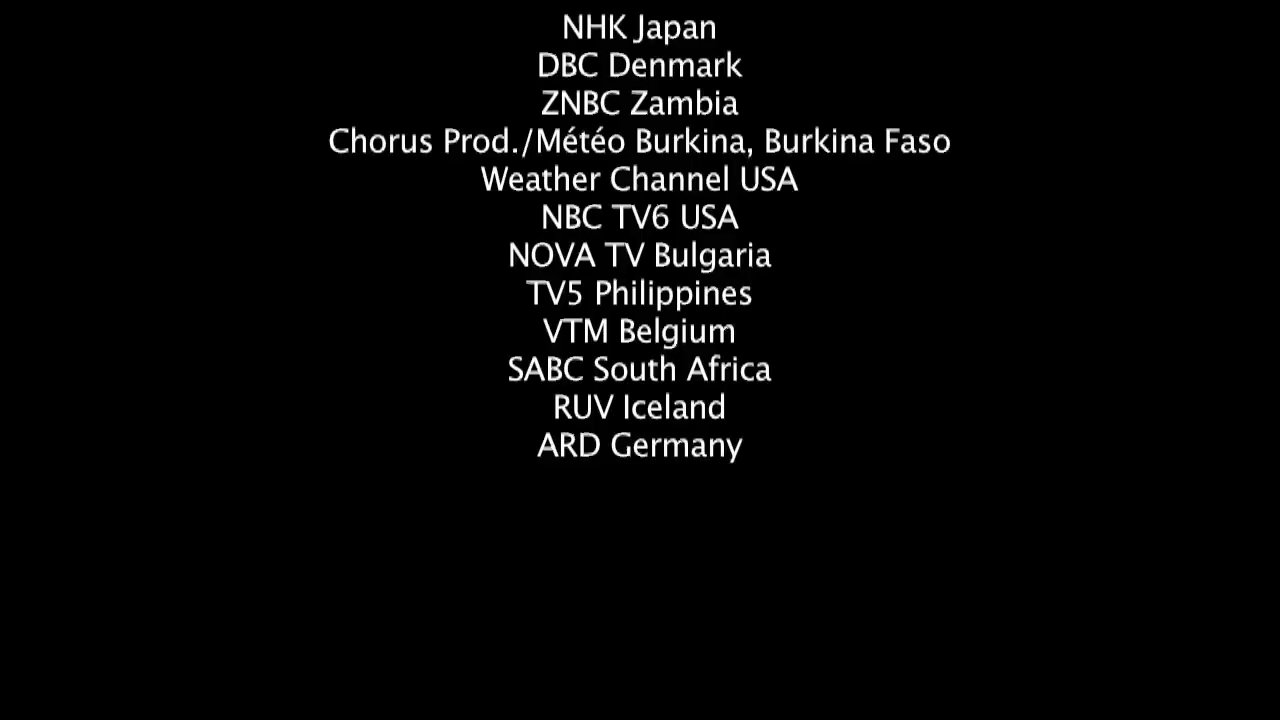 NHK Japan
DBC Denmark
ZNBC Zambia
Chorus Prod./Météo Burkina, Burkina Faso
Weather Channel USA
NBC TV6 USA
NOVA TV Bulgaria
TV5 Philippines
VTM Belgium
SABC South Africa
RUV Iceland
ARD Germany